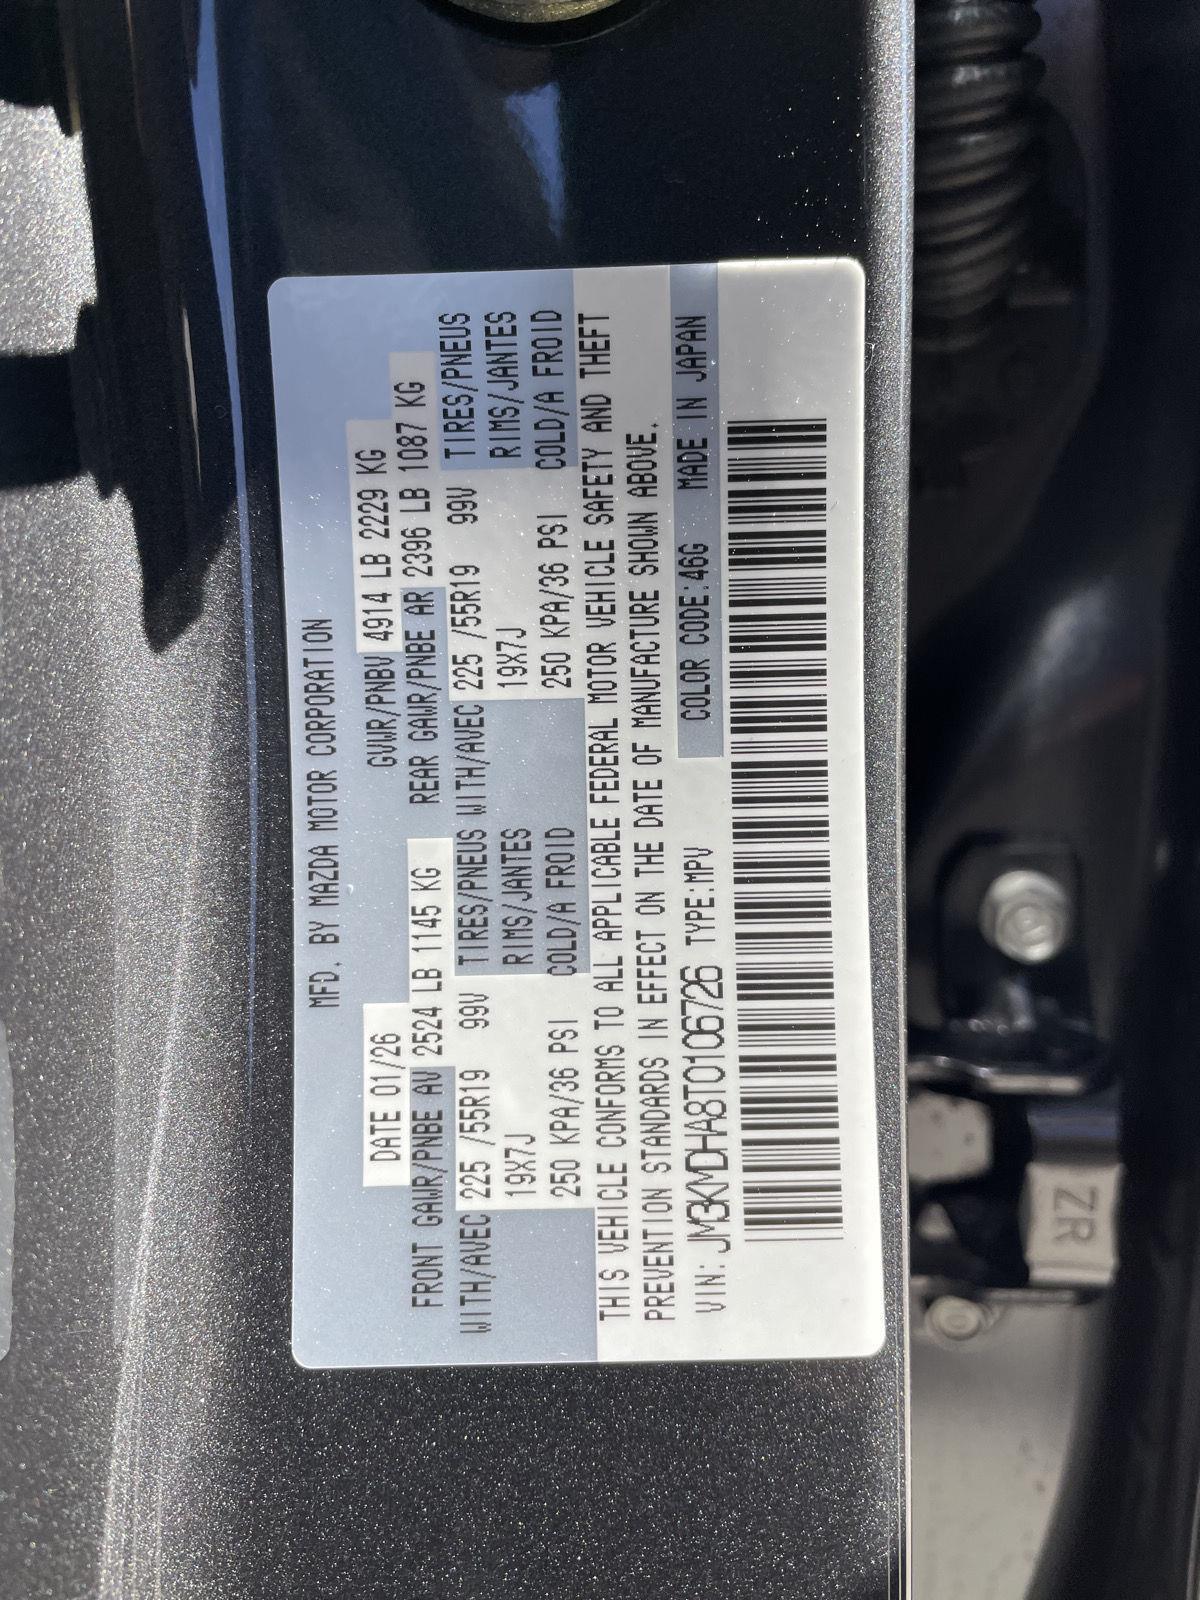 MFD. BY MAZDA MOTOR CORPORATION
DATE 01/26 GVWR/PNBV 4914 LB 2229 KG
FRONT GAWR/PNBE AV 2524 LB 1145 KG REAR GAWR/PNBE AR 2396 LB 1087 KG
WITH/AVEC 225 /55R19 99V TIRES/PNEUS WITH/AVEC 225 /55R19 99V TIRES/PNEUS
19X7J RIMS/JANTES 19X7J RIMS/JANTES
250 KPA/36 PSI COLD/A FROID 250 KPA/36 PSI COLD/A FROID
THIS VEHICLE CONFORMS TO ALL APPLICABLE FEDERAL MOTOR VEHICLE SAFETY AND THEFT
PREVENTION STANDARDS IN EFFECT ON THE DATE OF MANUFACTURE SHOWN ABOVE.
VIN: JM3KMDHA8T0106726 TYPE:MPV COLOR CODE:46G MADE IN JAPAN
ZR